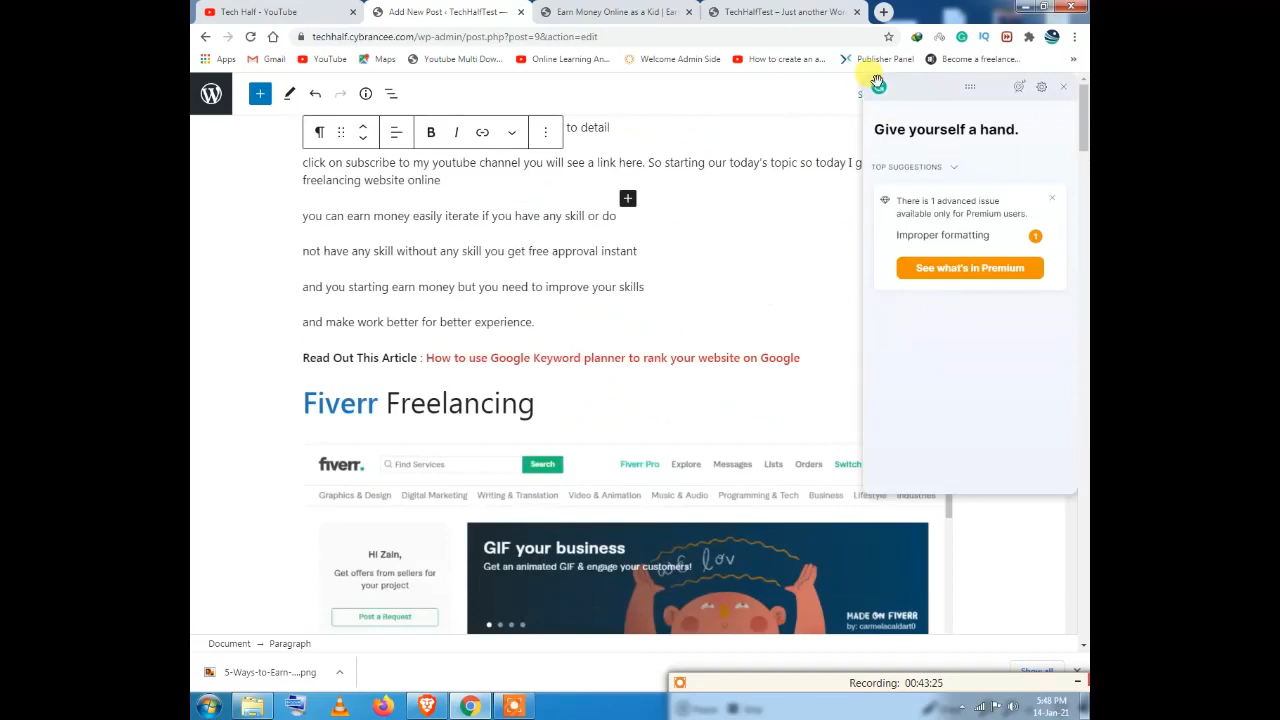 Tech Half - YouTube
Add New Post ‹ TechHalfTest —
Earn Money Online as a Kid | Ear
TechHalfTest – Just another Wor
techhalf.cybrancee.com/wp-admin/post.php?post=9&action=edit
Apps
Gmail
YouTube
Maps
Youtube Multi Dow...
Online Learning An...
Welcome Admin Side
How to create an a...
Publisher Panel
Become a freelance...
to detail
click on subscribe to my youtube channel you will see a link here. So starting our today's topic so today I g
freelancing website online
you can earn money easily iterate if you have any skill or do
not have any skill without any skill you get free approval instant
and you starting earn money but you need to improve your skills
and make work better for better experience.
Read Out This Article : How to use Google Keyword planner to rank your website on Google
Fiverr Freelancing
Give yourself a hand.
TOP SUGGESTIONS
There is 1 advanced issue
available only for Premium users.
Improper formatting
1
See what's in Premium
fiverr.
Find Services
Search
Fiverr Pro
Explore
Messages
Lists
Orders
Switch
Graphics & Design
Digital Marketing
Writing & Translation
Video & Animation
Music & Audio
Programming & Tech
Business
Lifestyle
Industries
Hi Zain,
Get offers from sellers for
your project
Post a Request
GIF your business
Get an animated GIF & engage your customers!
we lov
MADE ON FIVERR
by: carmelacaldart0
Document → Paragraph
5-Ways-to-Earn-....png
Show all
Recording: 00:43:25
5:48 PM
14-Jan-21